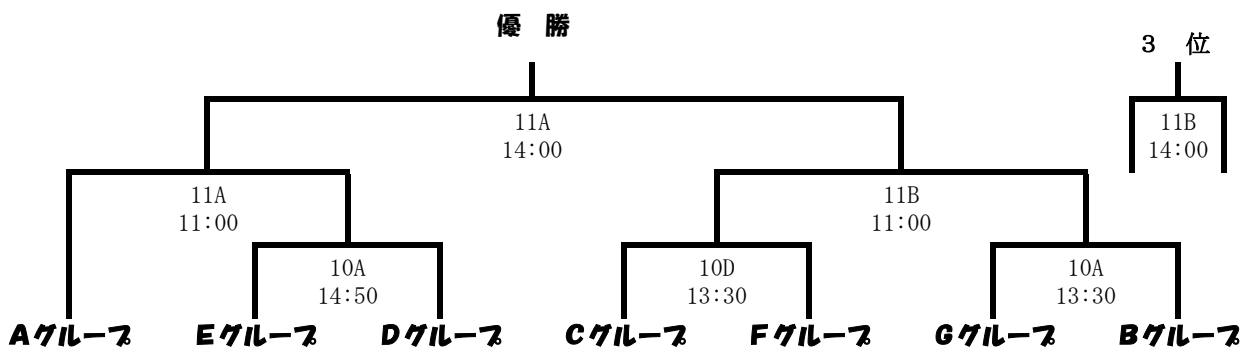 優 勝
3 位
11A
14:00
11B
14:00
11A
11:00
11B
11:00
10A
14:50
10D
13:30
10A
13:30
Aグループ
Eグループ
Dグループ
Cグループ
Fグループ
Gグループ
Bグループ